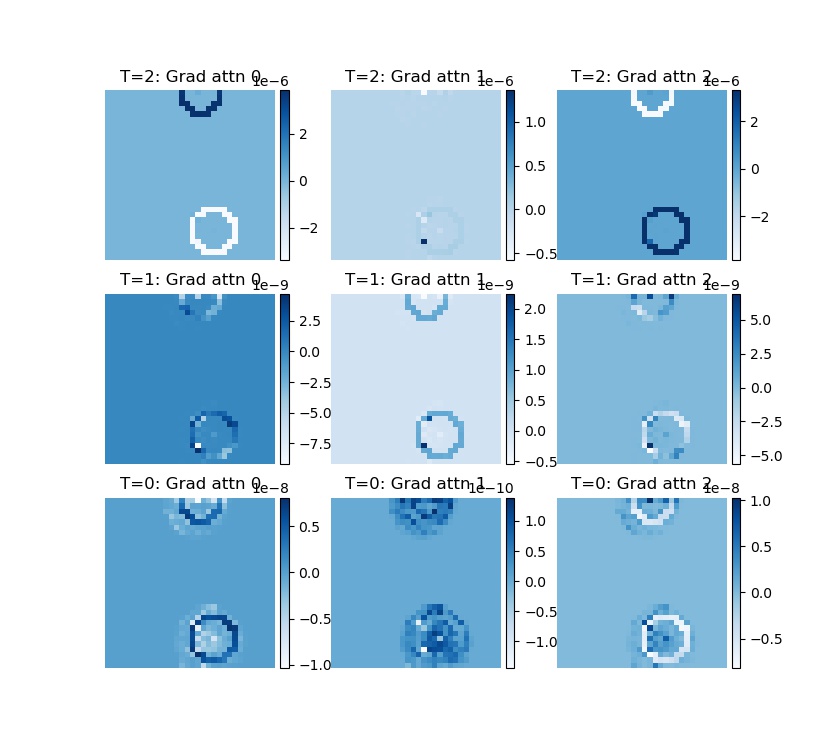 T=2: Grad attn 0
1e−6
2
0
−2
T=2: Grad attn 1
1e−6
1.0
0.5
0.0
−0.5
T=2: Grad attn 2
1e−6
2
0
−2
T=1: Grad attn 0
1e−9
2.5
0.0
−2.5
−5.0
−7.5
T=1: Grad attn 1
1e−9
2.0
1.5
1.0
0.5
0.0
−0.5
T=1: Grad attn 2
1e−9
5.0
2.5
0.0
−2.5
−5.0
T=0: Grad attn 0
1e−8
0.5
0.0
−0.5
−1.0
T=0: Grad attn 1
1e−10
1.0
0.5
0.0
−0.5
−1.0
T=0: Grad attn 2
1e−8
1.0
0.5
0.0
−0.5